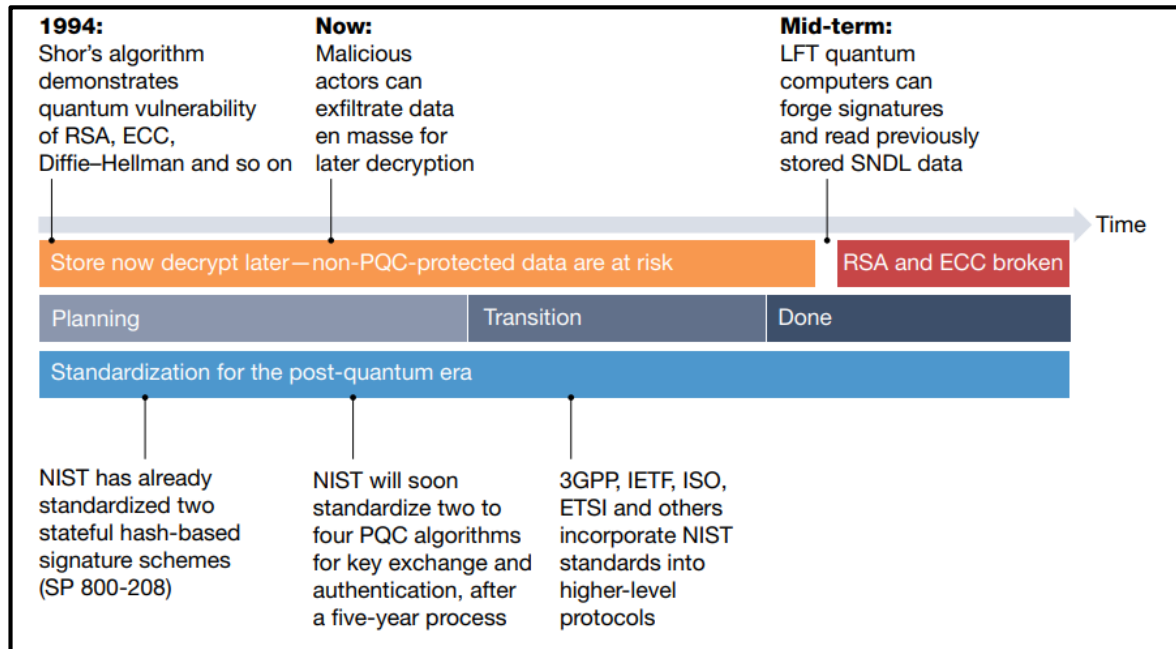 1994:
Shor's algorithm
demonstrates
quantum vulnerability
of RSA, ECC,
Diffie–Hellman and so on
Now:
Malicious
actors can
exfiltrate data
en masse for
later decryption
Mid-term:
LFT quantum
computers can
forge signatures
and read previously
stored SNDL data
Time
Store now decrypt later—non-PQC-protected data are at risk
RSA and ECC broken
Planning
Transition
Done
Standardization for the post-quantum era
NIST has already
standardized two
stateful hash-based
signature schemes
(SP 800-208)
NIST will soon
standardize two to
four PQC algorithms
for key exchange and
authentication, after
a five-year process
3GPP, IETF, ISO,
ETSI and others
incorporate NIST
standards into
higher-level
protocols